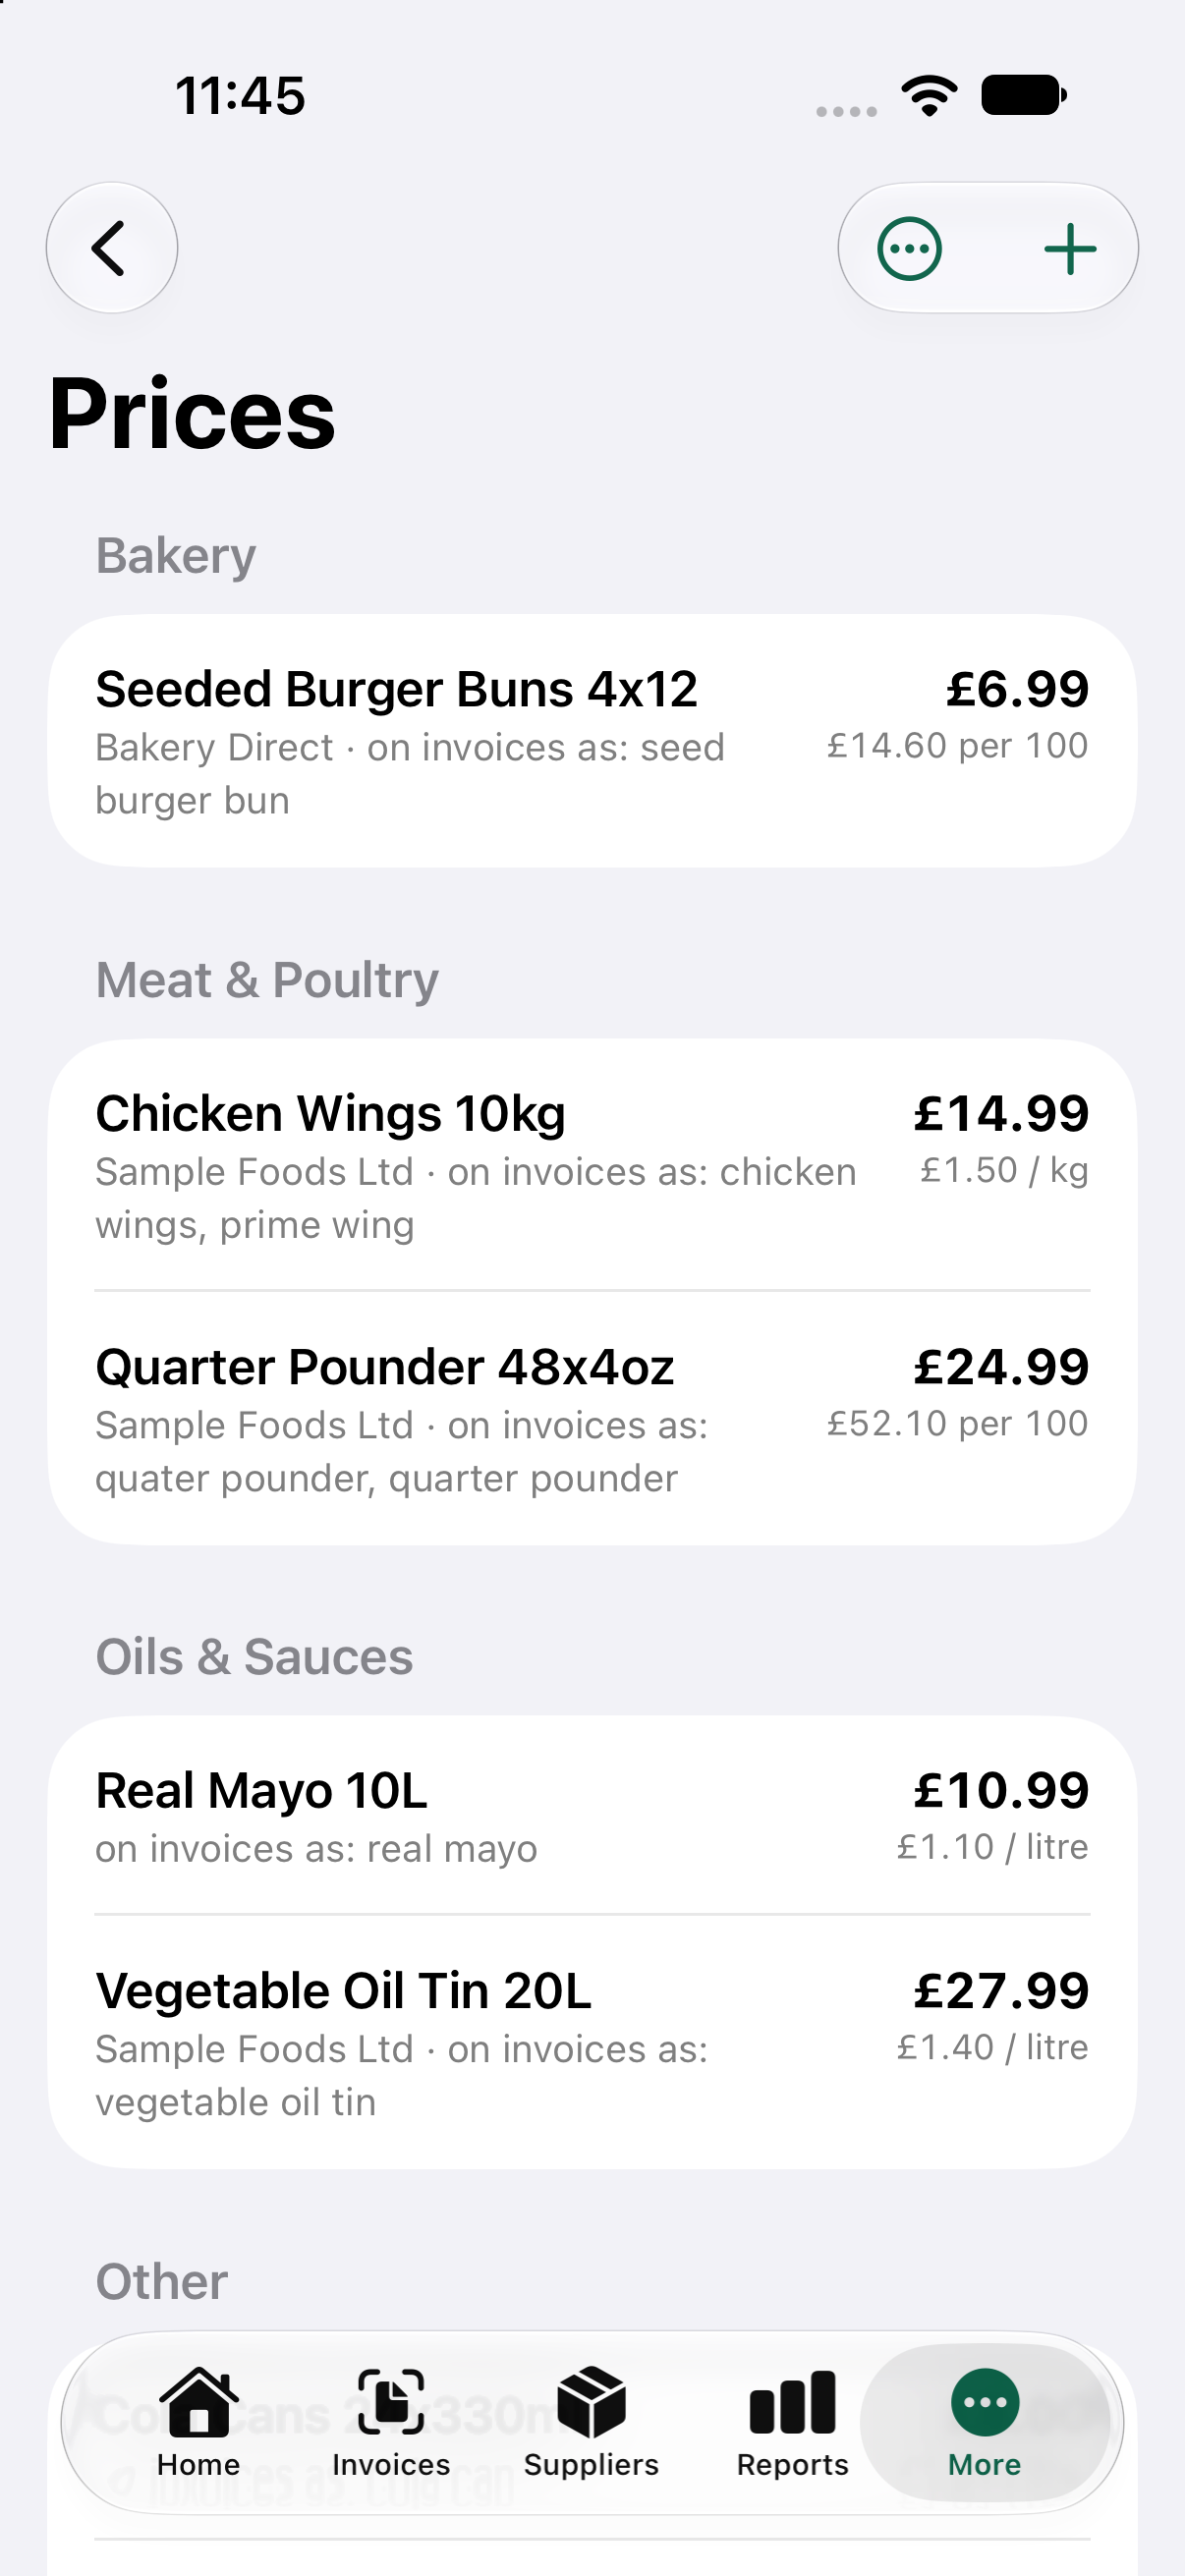 11:45
Prices
Bakery
Seeded Burger Buns 4x12 £6.99
Bakery Direct · on invoices as: seed £14.60 per 100
burger bun
Meat & Poultry
Chicken Wings 10kg £14.99
Sample Foods Ltd · on invoices as: chicken £1.50 / kg
wings, prime wing
Quarter Pounder 48x4oz £24.99
Sample Foods Ltd · on invoices as: £52.10 per 100
quater pounder, quarter pounder
Oils & Sauces
Real Mayo 10L £10.99
on invoices as: real mayo £1.10 / litre
Vegetable Oil Tin 20L £27.99
Sample Foods Ltd · on invoices as: £1.40 / litre
vegetable oil tin
Other
Cans
Home Invoices Suppliers Reports More